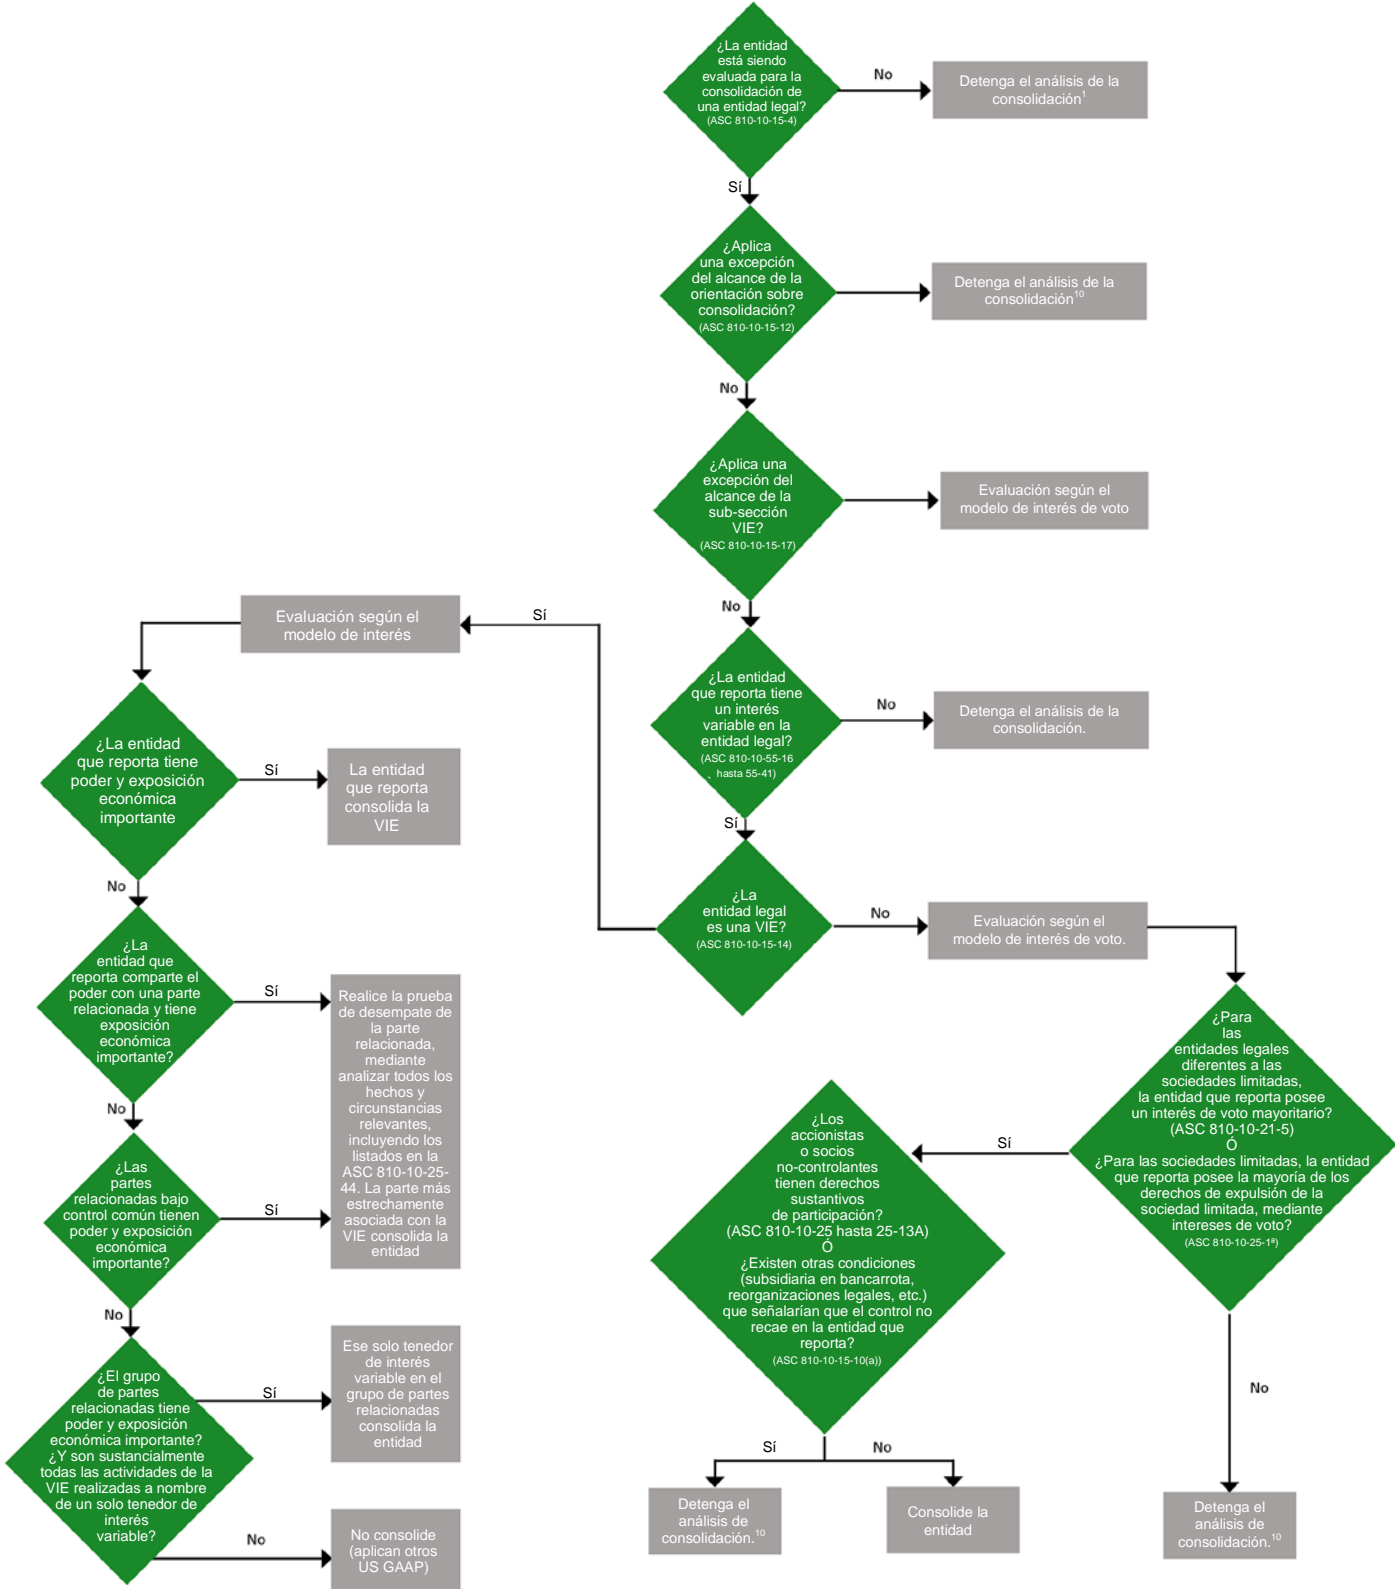 ¿La entidad
está siendo
evaluada para la
consolidación de
una entidad legal?
(ASC 810-10-15-4)
No
Detenga el análisis de la
consolidación1
Sí
¿Aplica
una excepción
del alcance de la
orientación sobre
consolidación?
(ASC 810-10-15-12)
Detenga el análisis de la
consolidación10
No
¿Aplica una
excepción del
alcance de la
sub-sección
VIE?
(ASC 810-10-15-17)
Evaluación según el
modelo de interés de voto
No
¿La entidad
que reporta tiene
un interés
variable en la
entidad legal?
(ASC 810-10-55-16
, hasta 55-41)
No
Detenga el análisis de la
consolidación.
Sí
¿La
entidad legal
es una VIE?
(ASC 810-10-15-14)
Sí
Evaluación según el
modelo de interés
¿La entidad
que reporta tiene
poder y exposición
económica
importante
Sí
La entidad
que reporta
consolida la
VIE
No
¿La
entidad que
reporta comparte el
poder con una parte
relacionada y tiene
exposición
económica
importante?
Sí
Realice la prueba
de desempate de
la parte
relacionada,
mediante
analizar todos los
hechos y
circunstancias
relevantes,
incluyendo los
listados en la
ASC 810-10-25-
44. La parte más
estrechamente
asociada con la
VIE consolida la
entidad
No
¿Las
partes
relacionadas bajo
control común tienen
poder y exposición
económica
importante?
Sí
No
¿El grupo
de partes
relacionadas tiene
poder y exposición
económica importante?
¿Y son sustancialmente
todas las actividades de la
VIE realizadas a nombre
de un solo tenedor de
interés
variable?
Sí
Ese solo tenedor
de interés
variable en el
grupo de partes
relacionadas
consolida la
entidad
No
No consolide
(aplican otros
US GAAP)
No
Evaluación según el
modelo de interés de voto.
¿Para
las
entidades legales
diferentes a las
sociedades limitadas,
la entidad que reporta posee
un interés de voto mayoritario?
(ASC 810-10-21-5)
Ó
¿Para las sociedades limitadas, la entidad
que reporta posee la mayoría de los
derechos de expulsión de la
sociedad limitada, mediante
intereses de voto?
(ASC 810-10-25-1ª)
Sí
¿Los
accionistas
o socios
no-controlantes
tienen derechos
sustantivos
de participación?
(ASC 810-10-25 hasta 25-13A)
Ó
¿Existen otras condiciones
(subsidiaria en bancarrota,
reorganizaciones legales, etc.)
que señalarían que el control no
recae en la entidad que
reporta?
(ASC 810-10-15-10(a))
Sí
No
Detenga el
análisis de
consolidación.10
Consolide la
entidad
No
Detenga el
análisis de
consolidación.10